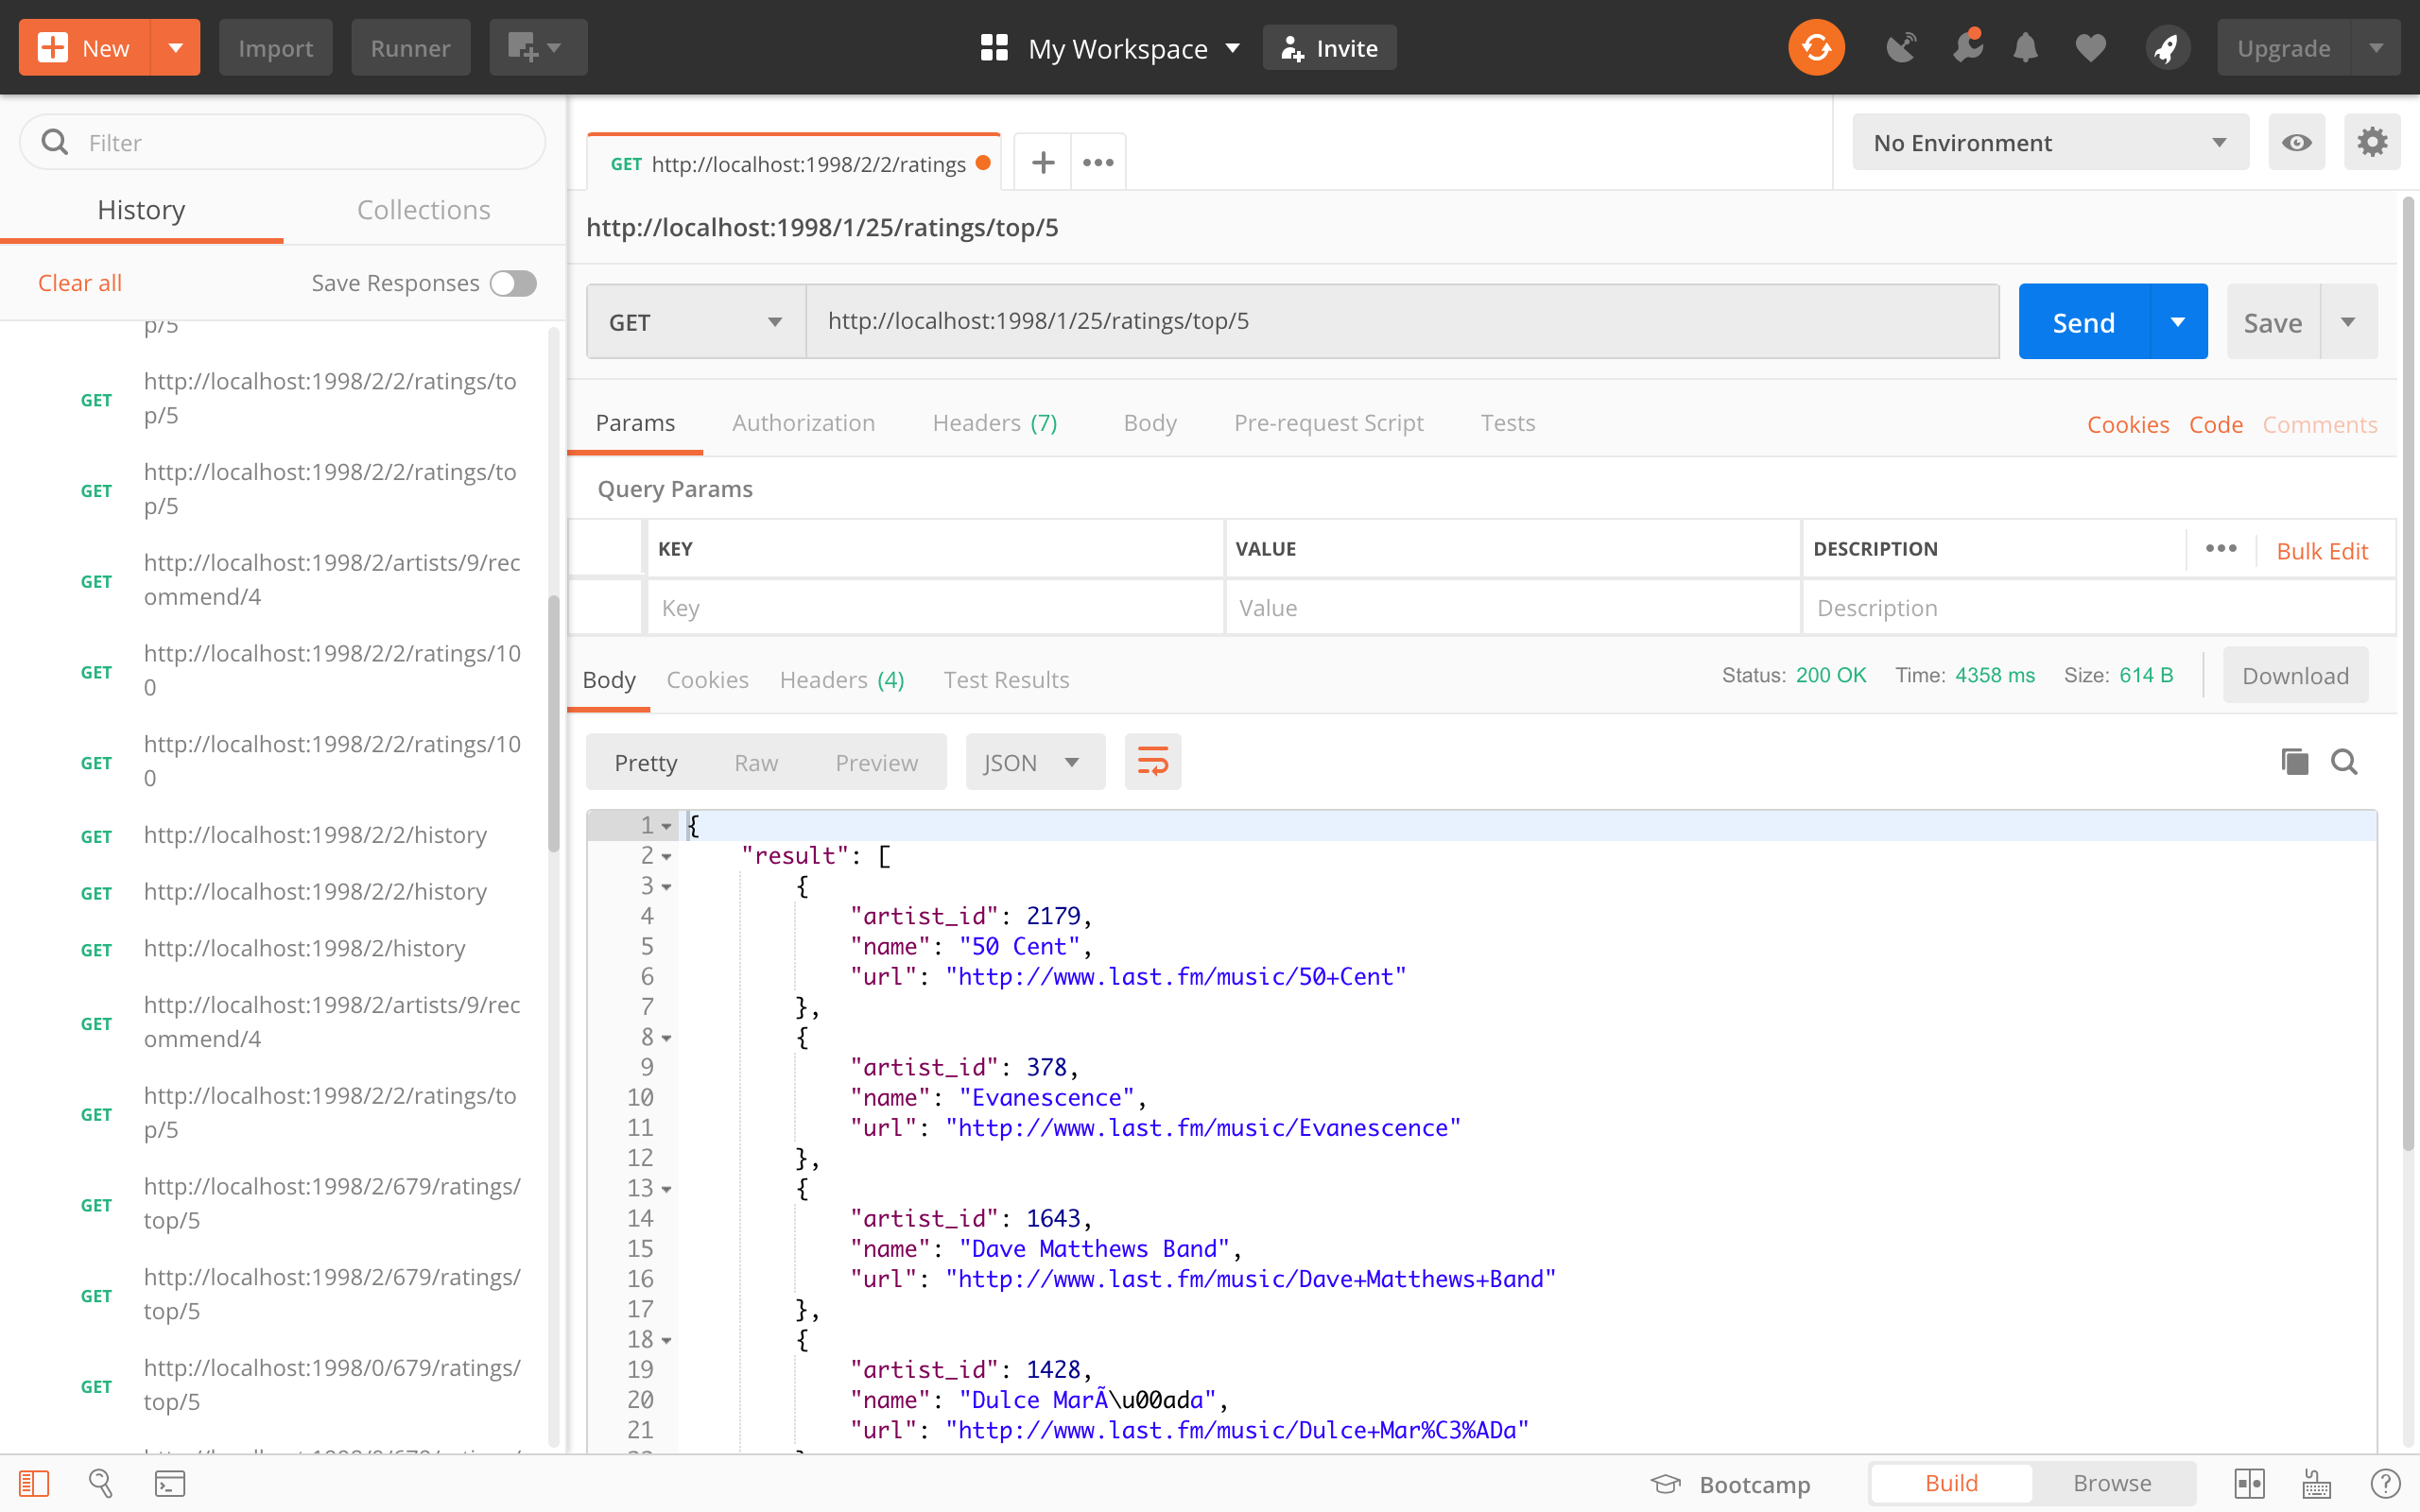 New
Import
Runner
My Workspace
Invite
Upgrade
Filter
History
Collections
Clear all
Save Responses
p/5
GET http://localhost:1998/2/2/ratings/to
p/5
GET http://localhost:1998/2/2/ratings/to
p/5
GET http://localhost:1998/2/artists/9/rec
ommend/4
GET http://localhost:1998/2/2/ratings/10
0
GET http://localhost:1998/2/2/ratings/10
0
GET http://localhost:1998/2/2/history
GET http://localhost:1998/2/2/history
GET http://localhost:1998/2/history
GET http://localhost:1998/2/artists/9/rec
ommend/4
GET http://localhost:1998/2/2/ratings/to
p/5
GET http://localhost:1998/2/679/ratings/
top/5
GET http://localhost:1998/2/679/ratings/
top/5
GET http://localhost:1998/0/679/ratings/
top/5
GET http://localhost:1998/2/2/ratings
No Environment
http://localhost:1998/1/25/ratings/top/5
GET http://localhost:1998/1/25/ratings/top/5 Send Save
Params Authorization Headers (7) Body Pre-request Script Tests Cookies Code Comments
Query Params
KEY VALUE DESCRIPTION Bulk Edit
Key Value Description
Body Cookies Headers (4) Test Results Status: 200 OK Time: 4358 ms Size: 614 B Download
Pretty Raw Preview JSON
1 {
2 "result": [
3 {
4 "artist_id": 2179,
5 "name": "50 Cent",
6 "url": "http://www.last.fm/music/50+Cent"
7 },
8 {
9 "artist_id": 378,
10 "name": "Evanescence",
11 "url": "http://www.last.fm/music/Evanescence"
12 },
13 {
14 "artist_id": 1643,
15 "name": "Dave Matthews Band",
16 "url": "http://www.last.fm/music/Dave+Matthews+Band"
17 },
18 {
19 "artist_id": 1428,
20 "name": "Dulce MarÃ\u00ada",
21 "url": "http://www.last.fm/music/Dulce+Mar%C3%ADa"
Bootcamp
Build
Browse